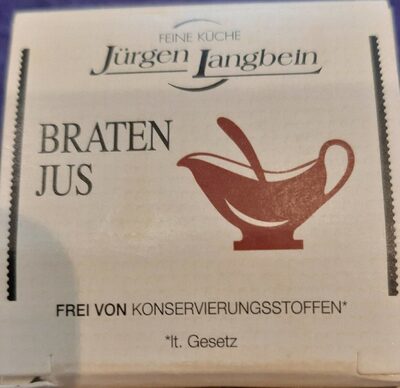 FEINE KÜCHE
Jürgen Langbein
BRATEN
JUS
FREI VON KONSERVIERUNGSSTOFFEN*
*lt. Gesetz